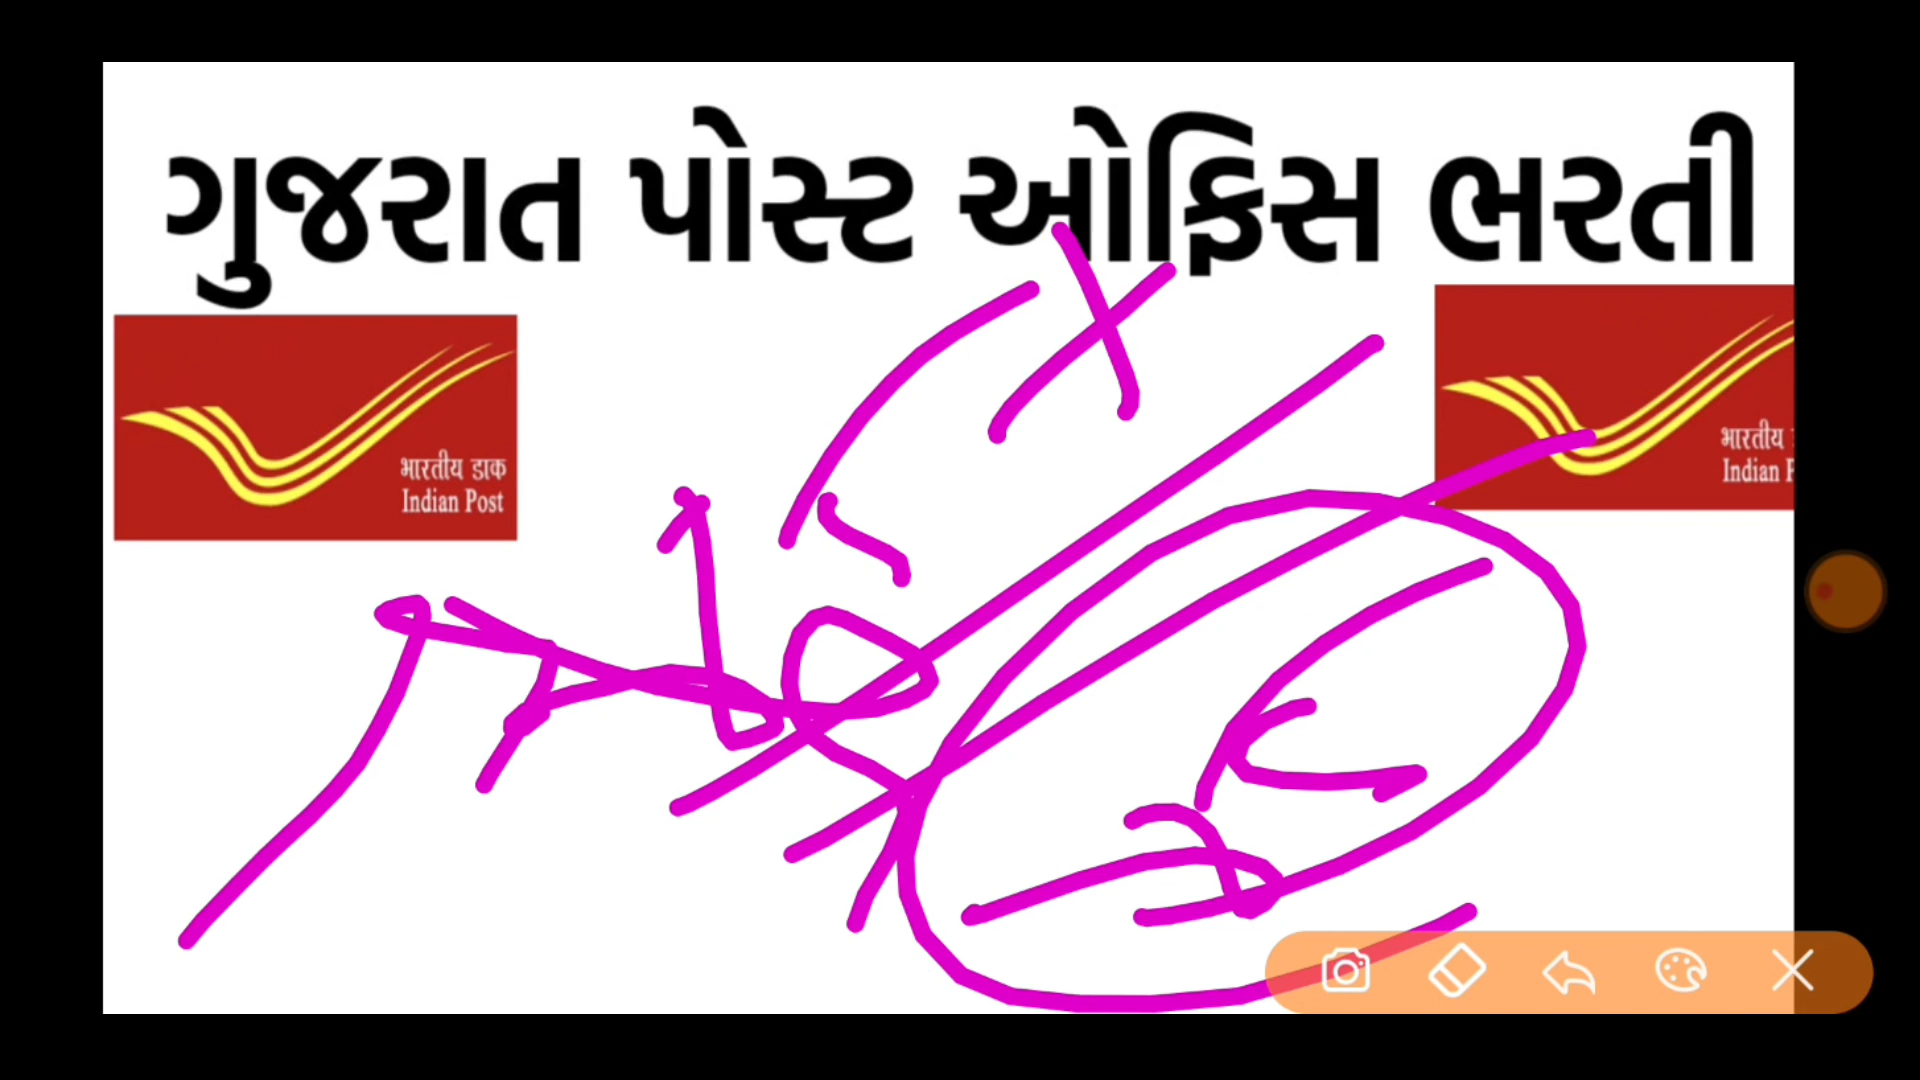 ગુજરાત પોસ્ટ ઓફિસ ભરતી
भारतीय डाक
Indian Post
भारतीय
Indian